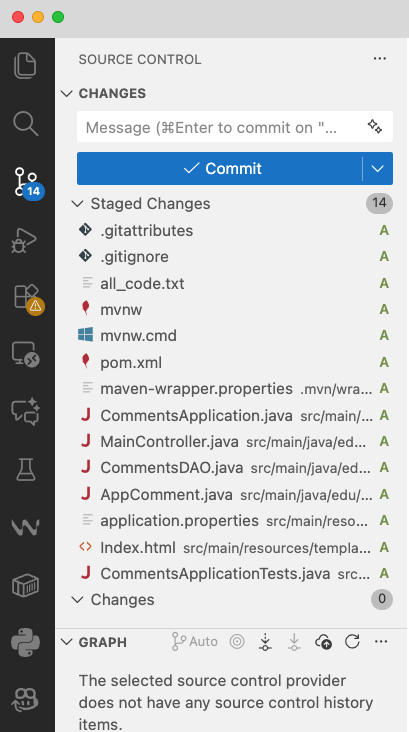 SOURCE CONTROL ...
CHANGES
Message (⌘Enter to commit on "...
Commit
Staged Changes 14
.gitattributes A
.gitignore A
all_code.txt A
mvnw A
mvnw.cmd A
pom.xml A
maven-wrapper.properties .mvn/wra... A
J CommentsApplication.java src/main/... A
J MainController.java src/main/java/ed... A
J CommentsDAO.java src/main/java/ed... A
J AppComment.java src/main/java/edu/... A
application.properties src/main/reso... A
<> Index.html src/main/resources/templa... A
J CommentsApplicationTests.java src... A
Changes 0
14
GRAPH Auto ...
The selected source control provider
does not have any source control history
items.